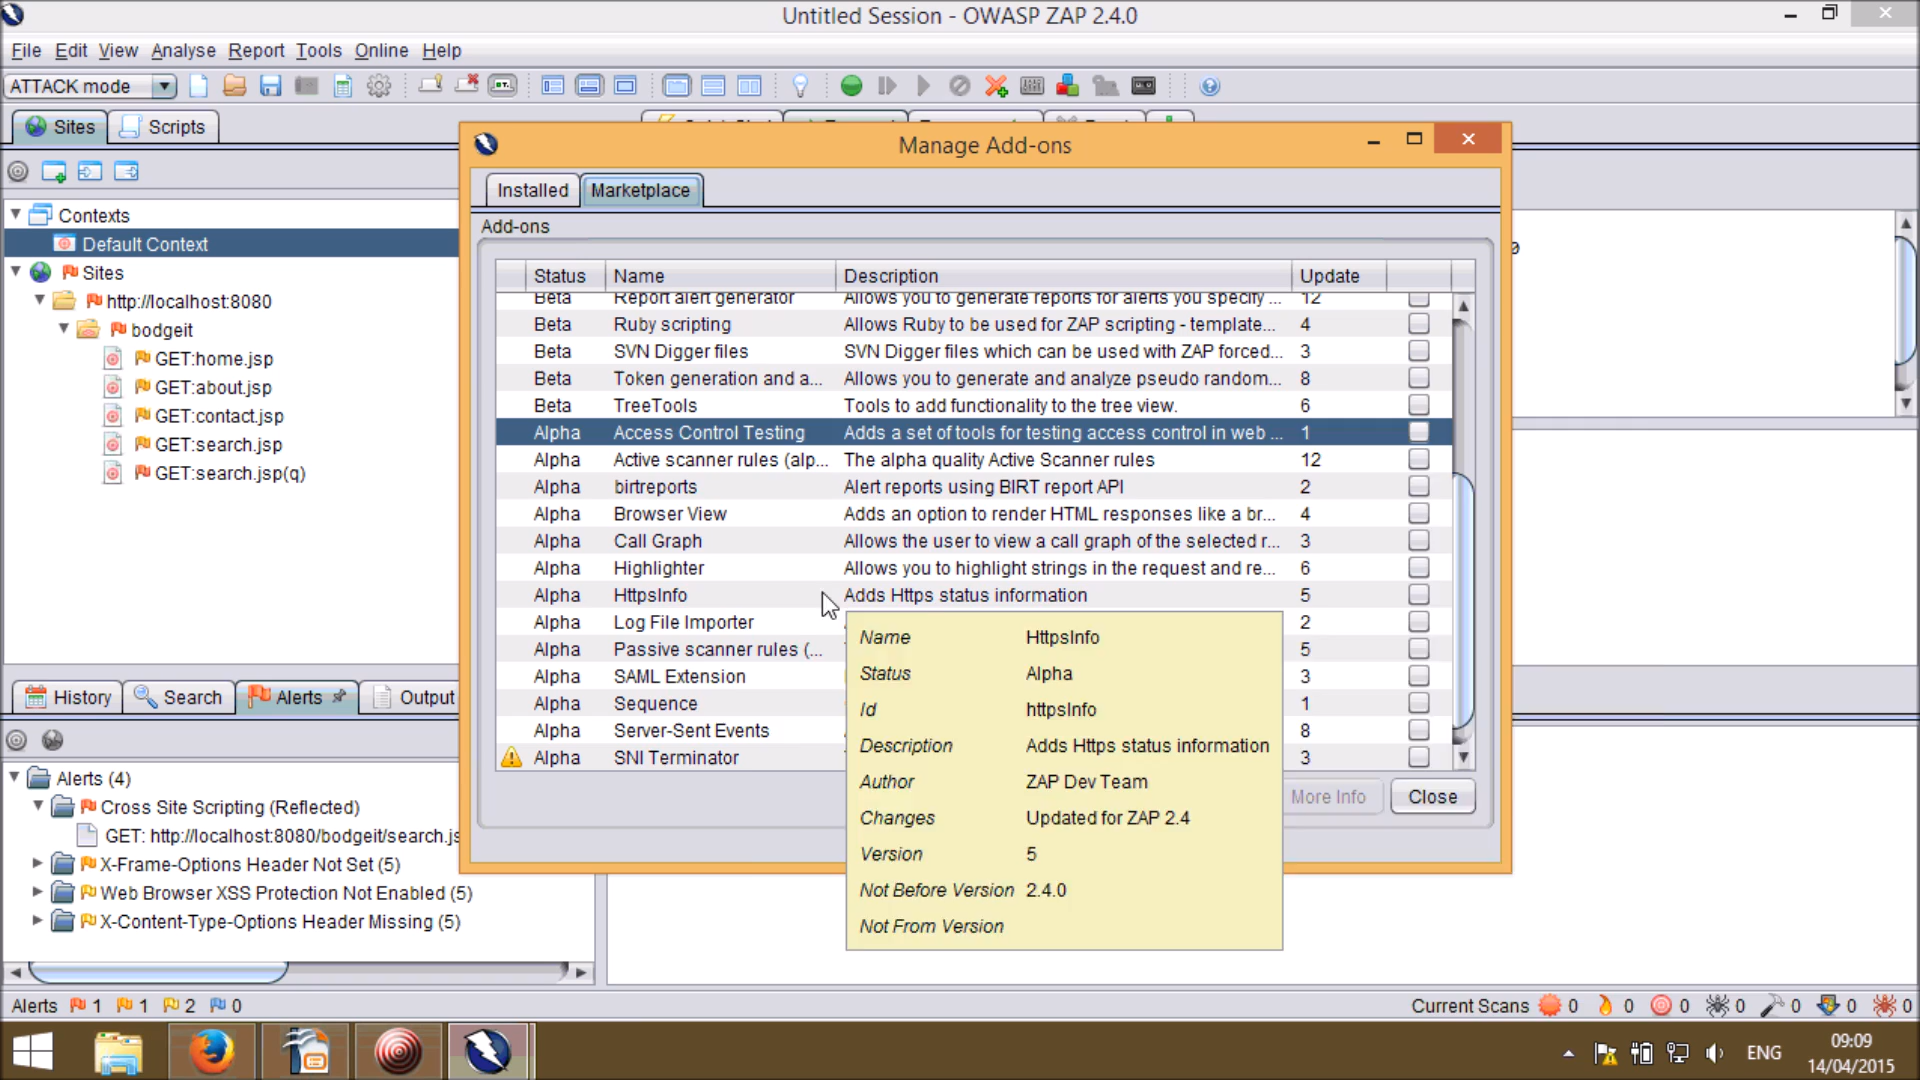 Untitled Session - OWASP ZAP 2.4.0
File Edit View Analyse Report Tools Online Help
ATTACK mode
Sites Scripts
Manage Add-ons
Installed Marketplace
Add-ons
Status Name Description Update
Beta Report alert generator Allows you to generate reports for alerts you specify ... 12
Beta Ruby scripting Allows Ruby to be used for ZAP scripting - template... 4
Beta SVN Digger files SVN Digger files which can be used with ZAP forced... 3
Beta Token generation and a... Allows you to generate and analyze pseudo random... 8
Beta TreeTools Tools to add functionality to the tree view. 6
Alpha Access Control Testing Adds a set of tools for testing access control in web ... 1
Alpha Active scanner rules (alp... The alpha quality Active Scanner rules 12
Alpha birtreports Alert reports using BIRT report API 2
Alpha Browser View Adds an option to render HTML responses like a br... 4
Alpha Call Graph Allows the user to view a call graph of the selected r... 3
Alpha Highlighter Allows you to highlight strings in the request and re... 6
Alpha HttpsInfo Adds Https status information 5
Alpha Log File Importer 2
Alpha Passive scanner rules (... 5
Alpha SAML Extension 3
Alpha Sequence 1
Alpha Server-Sent Events 8
Alpha SNI Terminator 3
More Info Close
Name HttpsInfo
Status Alpha
Id httpsInfo
Description Adds Https status information
Author ZAP Dev Team
Changes Updated for ZAP 2.4
Version 5
Not Before Version 2.4.0
Not From Version
Contexts
Default Context
Sites
http://localhost:8080
bodgeit
GET:home.jsp
GET:about.jsp
GET:contact.jsp
GET:search.jsp
GET:search.jsp(q)
History Search Alerts Output
Alerts (4)
Cross Site Scripting (Reflected)
GET: http://localhost:8080/bodgeit/search.js
X-Frame-Options Header Not Set (5)
Web Browser XSS Protection Not Enabled (5)
X-Content-Type-Options Header Missing (5)
Alerts 1 1 2 0
Current Scans 0 0 0 0 0 0 0
ENG
09:09
14/04/2015